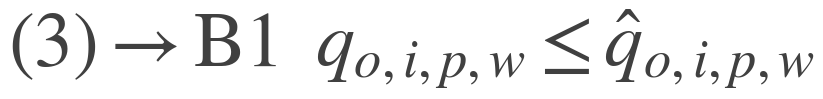 (3) → B1 q_{o,i,p,w} ≤ q̂_{o,i,p,w}